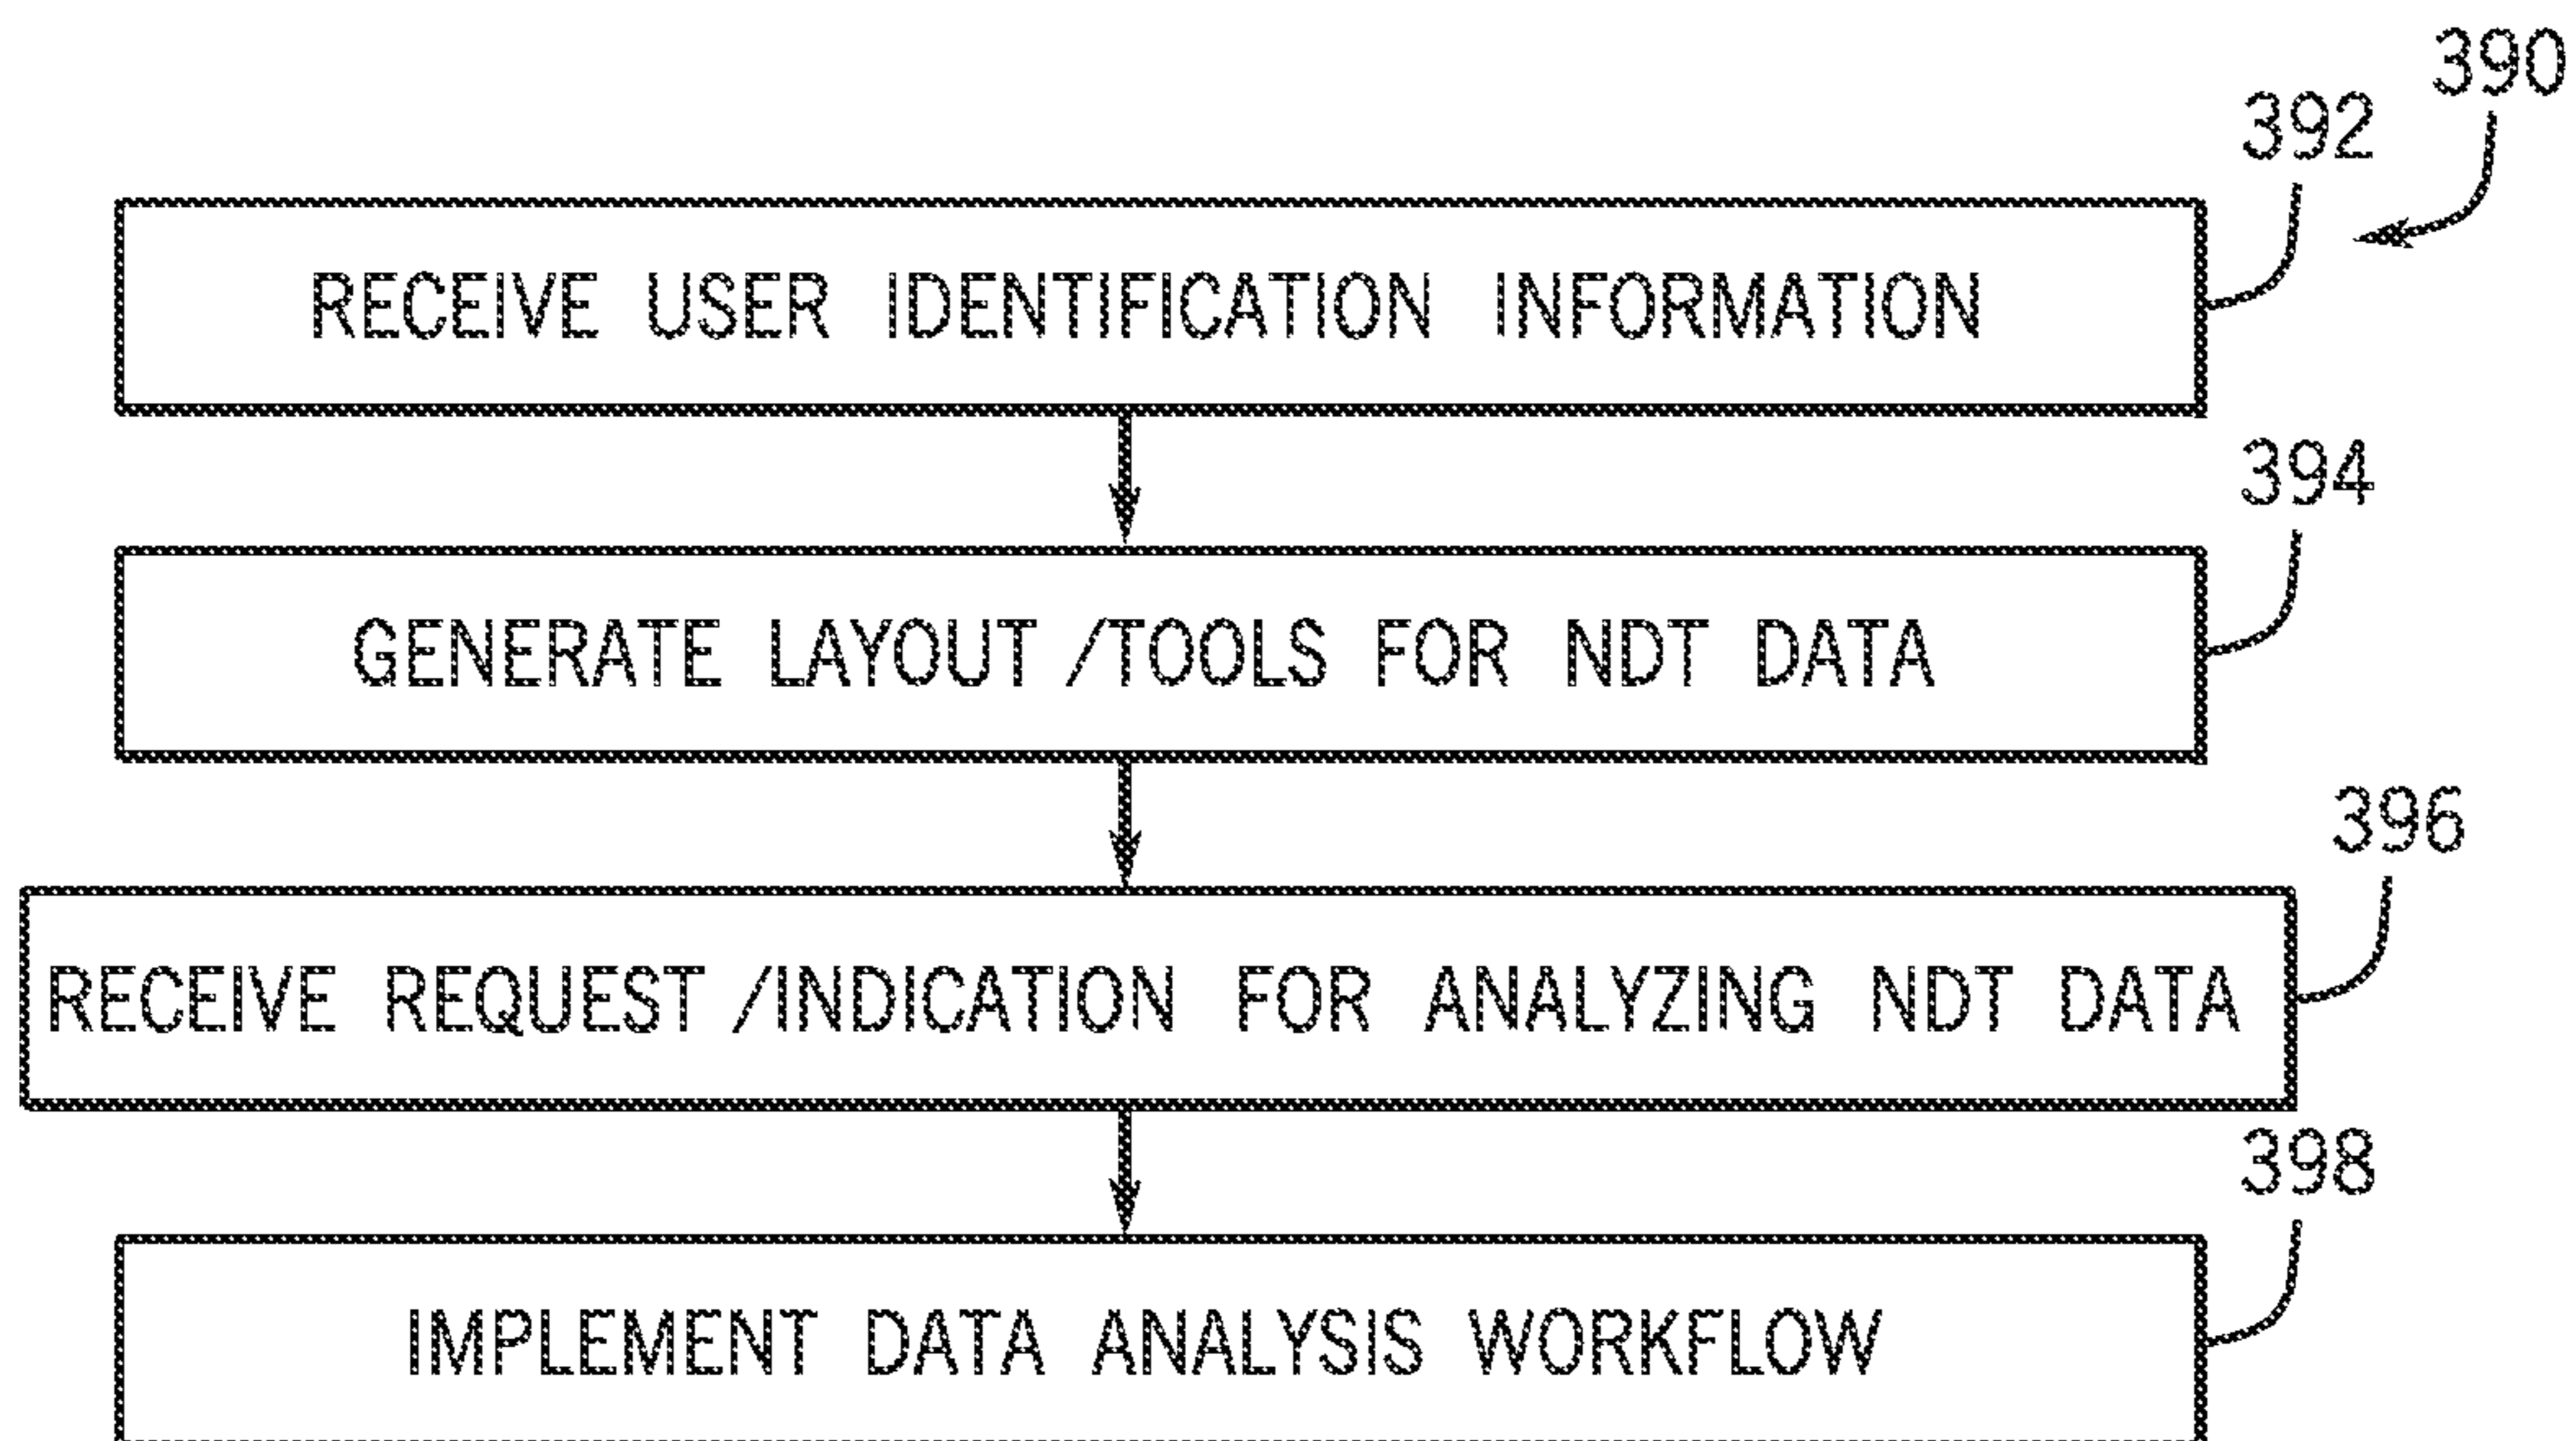 390
392
RECEIVE USER IDENTIFICATION INFORMATION
394
GENERATE LAYOUT /TOOLS FOR NDT DATA
396
RECEIVE REQUEST /INDICATION FOR ANALYZING NDT DATA
398
IMPLEMENT DATA ANALYSIS WORKFLOW